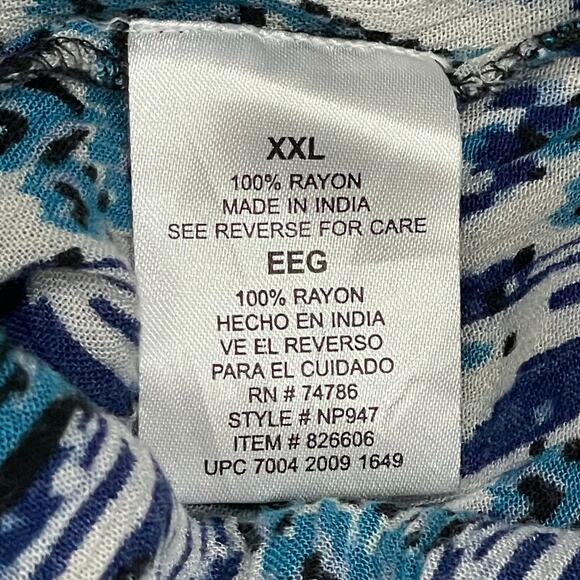 XXL
100% RAYON
MADE IN INDIA
SEE REVERSE FOR CARE
EEG
100% RAYON
HECHO EN INDIA
VE EL REVERSO
PARA EL CUIDADO
RN # 74786
STYLE # NP947
ITEM # 826606
UPC 7004 2009 1649